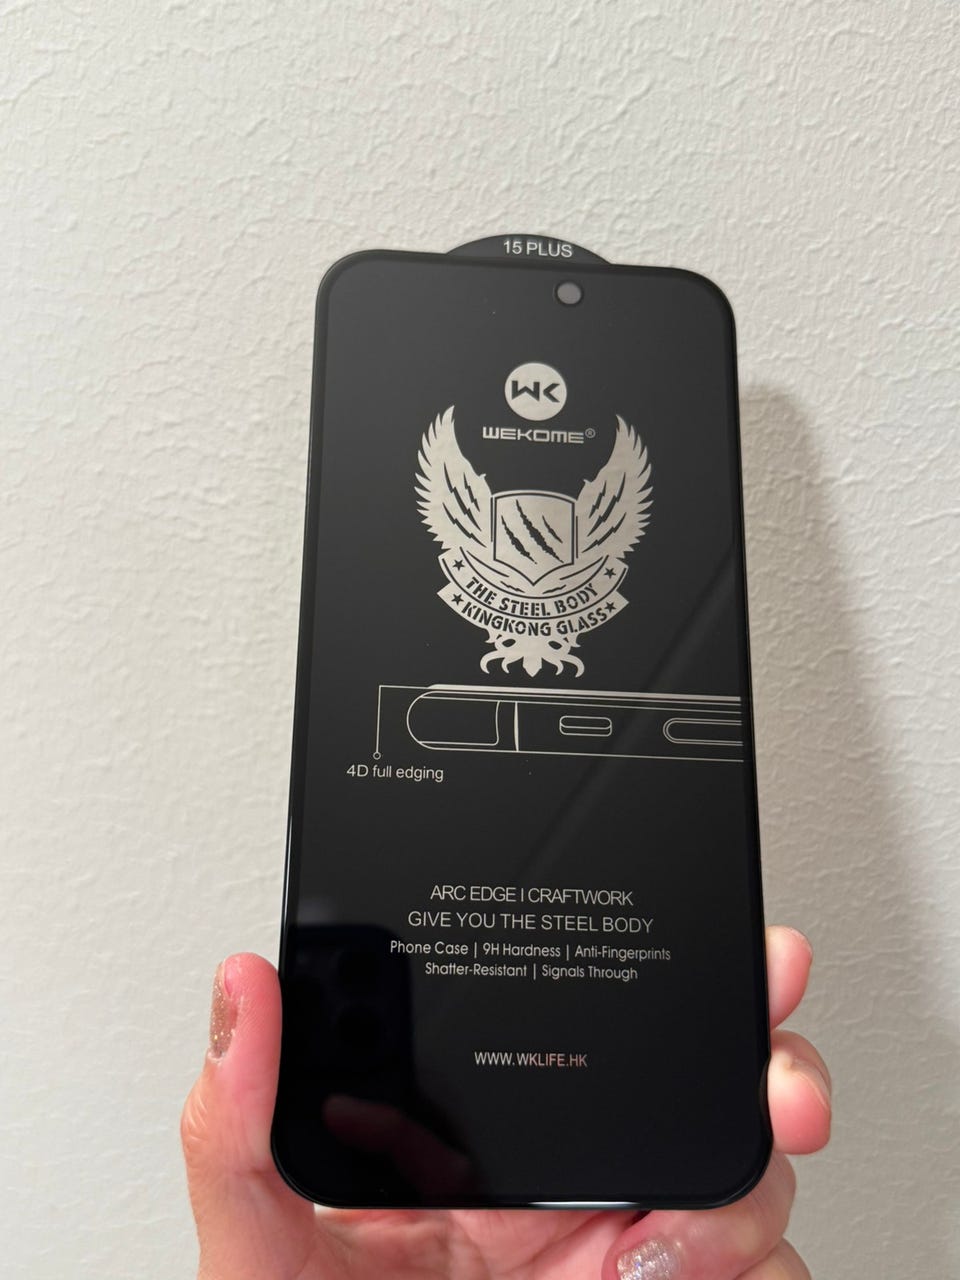 15 PLUS
WK
WEKOME®
THE STEEL BODY
★KINGKONG GLASS★
4D full edging
ARC EDGE I CRAFTWORK
GIVE YOU THE STEEL BODY
Phone Case | 9H Hardness | Anti-Fingerprints
Shatter-Resistant | Signals Through
WWW.WKLIFE.HK